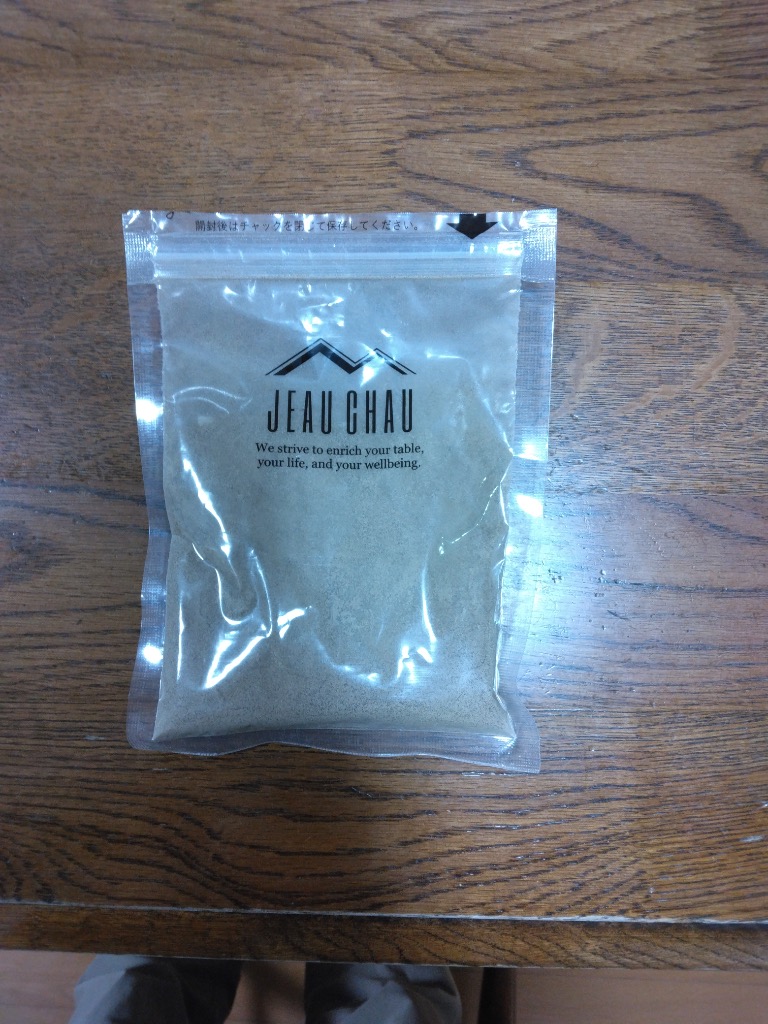 開封後はチャックを閉じて保存してください。
JEAU CHAU
We strive to enrich your table,
your life, and your wellbeing.